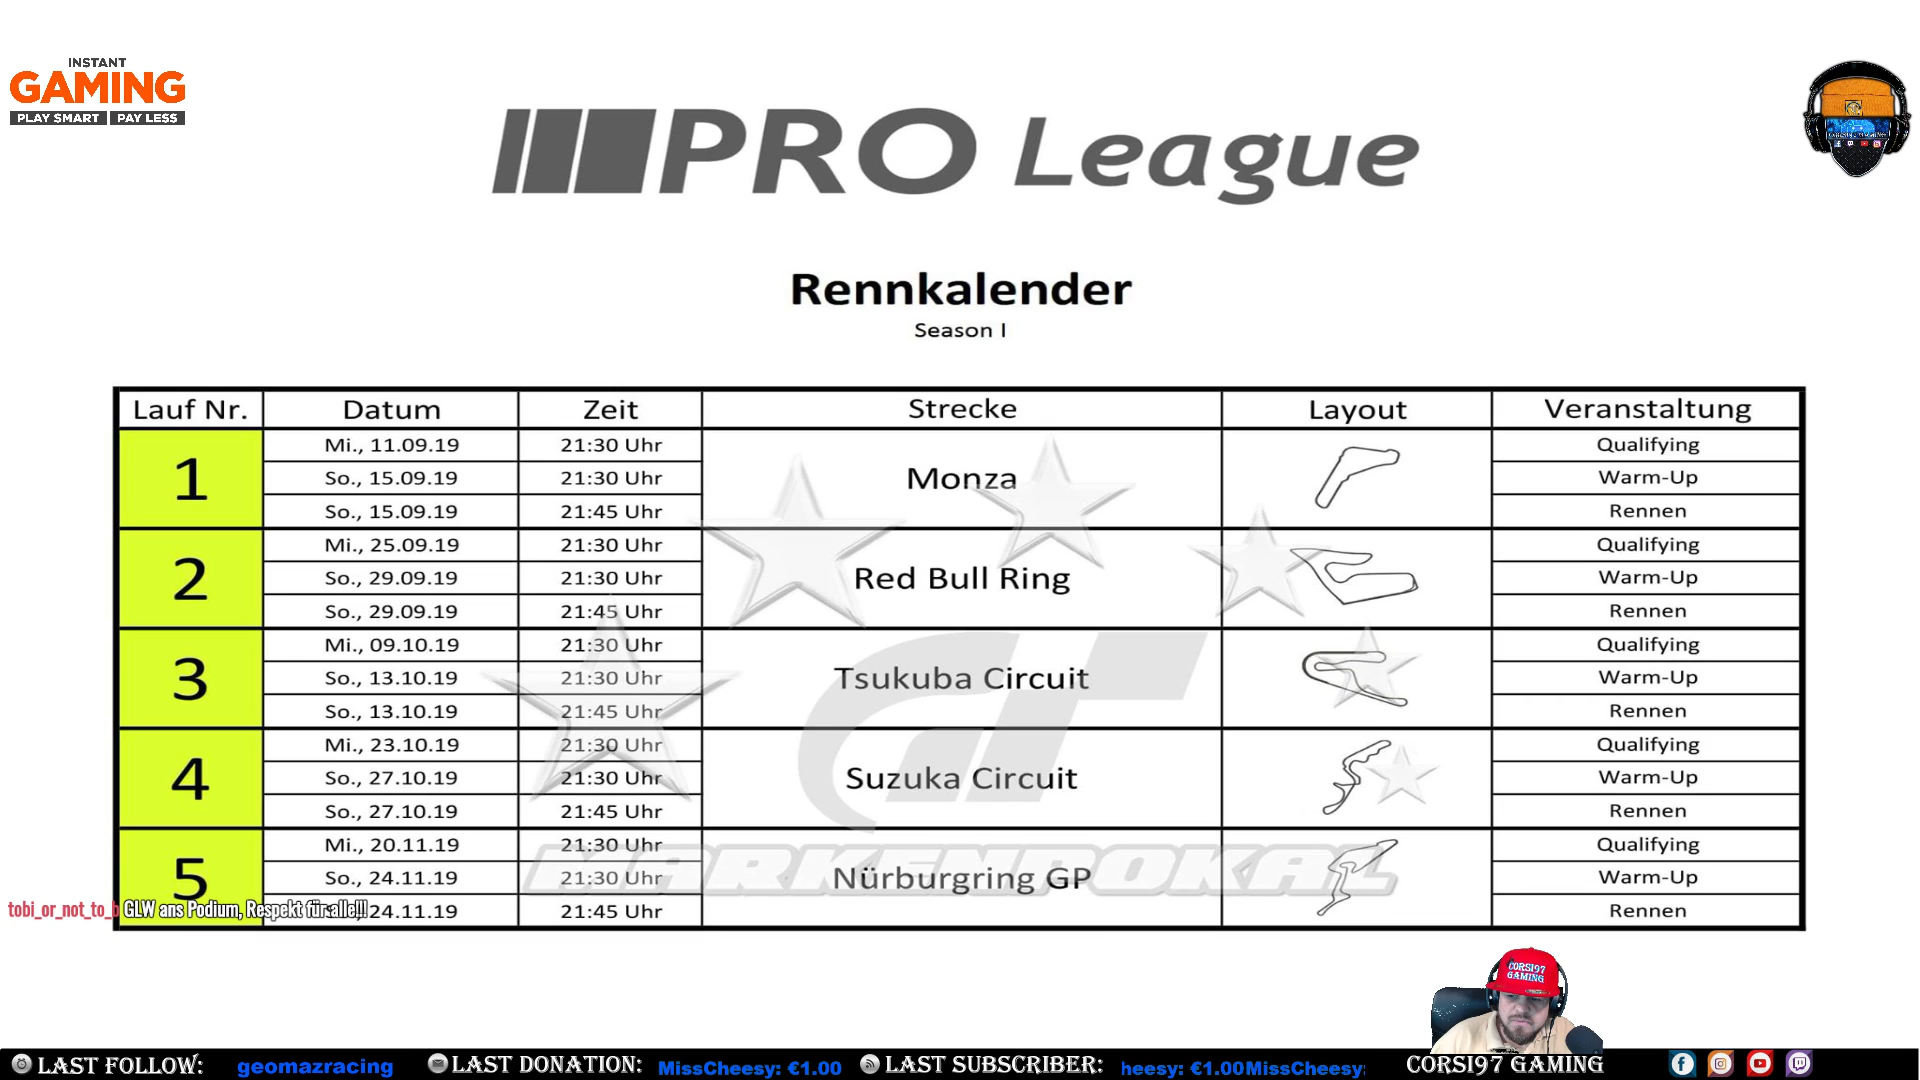 INSTANT
GAMING
PLAY SMART PAY LESS
PRO League
Rennkalender
Season I
Lauf Nr. Datum Zeit Strecke Layout Veranstaltung
1 Mi., 11.09.19 21:30 Uhr Monza Qualifying
So., 15.09.19 21:30 Uhr Warm-Up
So., 15.09.19 21:45 Uhr Rennen
2 Mi., 25.09.19 21:30 Uhr Red Bull Ring Qualifying
So., 29.09.19 21:30 Uhr Warm-Up
So., 29.09.19 21:45 Uhr Rennen
3 Mi., 09.10.19 21:30 Uhr Tsukuba Circuit Qualifying
So., 13.10.19 21:30 Uhr Warm-Up
So., 13.10.19 21:45 Uhr Rennen
4 Mi., 23.10.19 21:30 Uhr Suzuka Circuit Qualifying
So., 27.10.19 21:30 Uhr Warm-Up
So., 27.10.19 21:45 Uhr Rennen
5 Mi., 20.11.19 21:30 Uhr Nürburgring GP Qualifying
So., 24.11.19 21:30 Uhr Warm-Up
24.11.19 21:45 Uhr Rennen
MARKENPOKAL
tobi_or_not_to_b GLW ans Podium, Respekt für alle!!!
CORSI97
GAMING
LAST FOLLOW: geomazracing LAST DONATION: MissCheesy: €1.00 LAST SUBSCRIBER: heesy: €1.00MissCheesy: CORSI97 GAMING